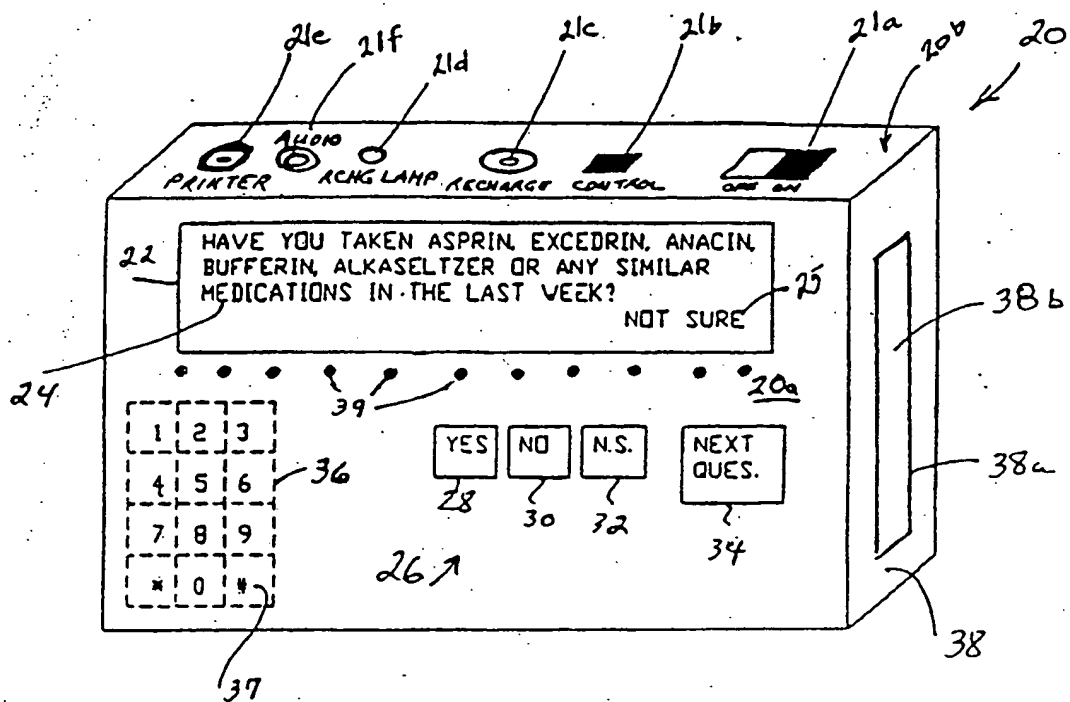 21e 21f 21d 21c 21b 21a 20b 20
AUDIO
PRINTER RCHG LAMP RECHARGE CONTROL OFF ON
22
HAVE YOU TAKEN ASPRIN, EXCEDRIN, ANACIN,
BUFFERIN, ALKASELTZER OR ANY SIMILAR
MEDICATIONS IN THE LAST WEEK?
25
NOT SURE
38b
24
39
20a
1 2 3
4 5 6
7 8 9
* 0 #
36
YES NO N.S. NEXT
QUES.
28 30 32 34
38a
26
37
38